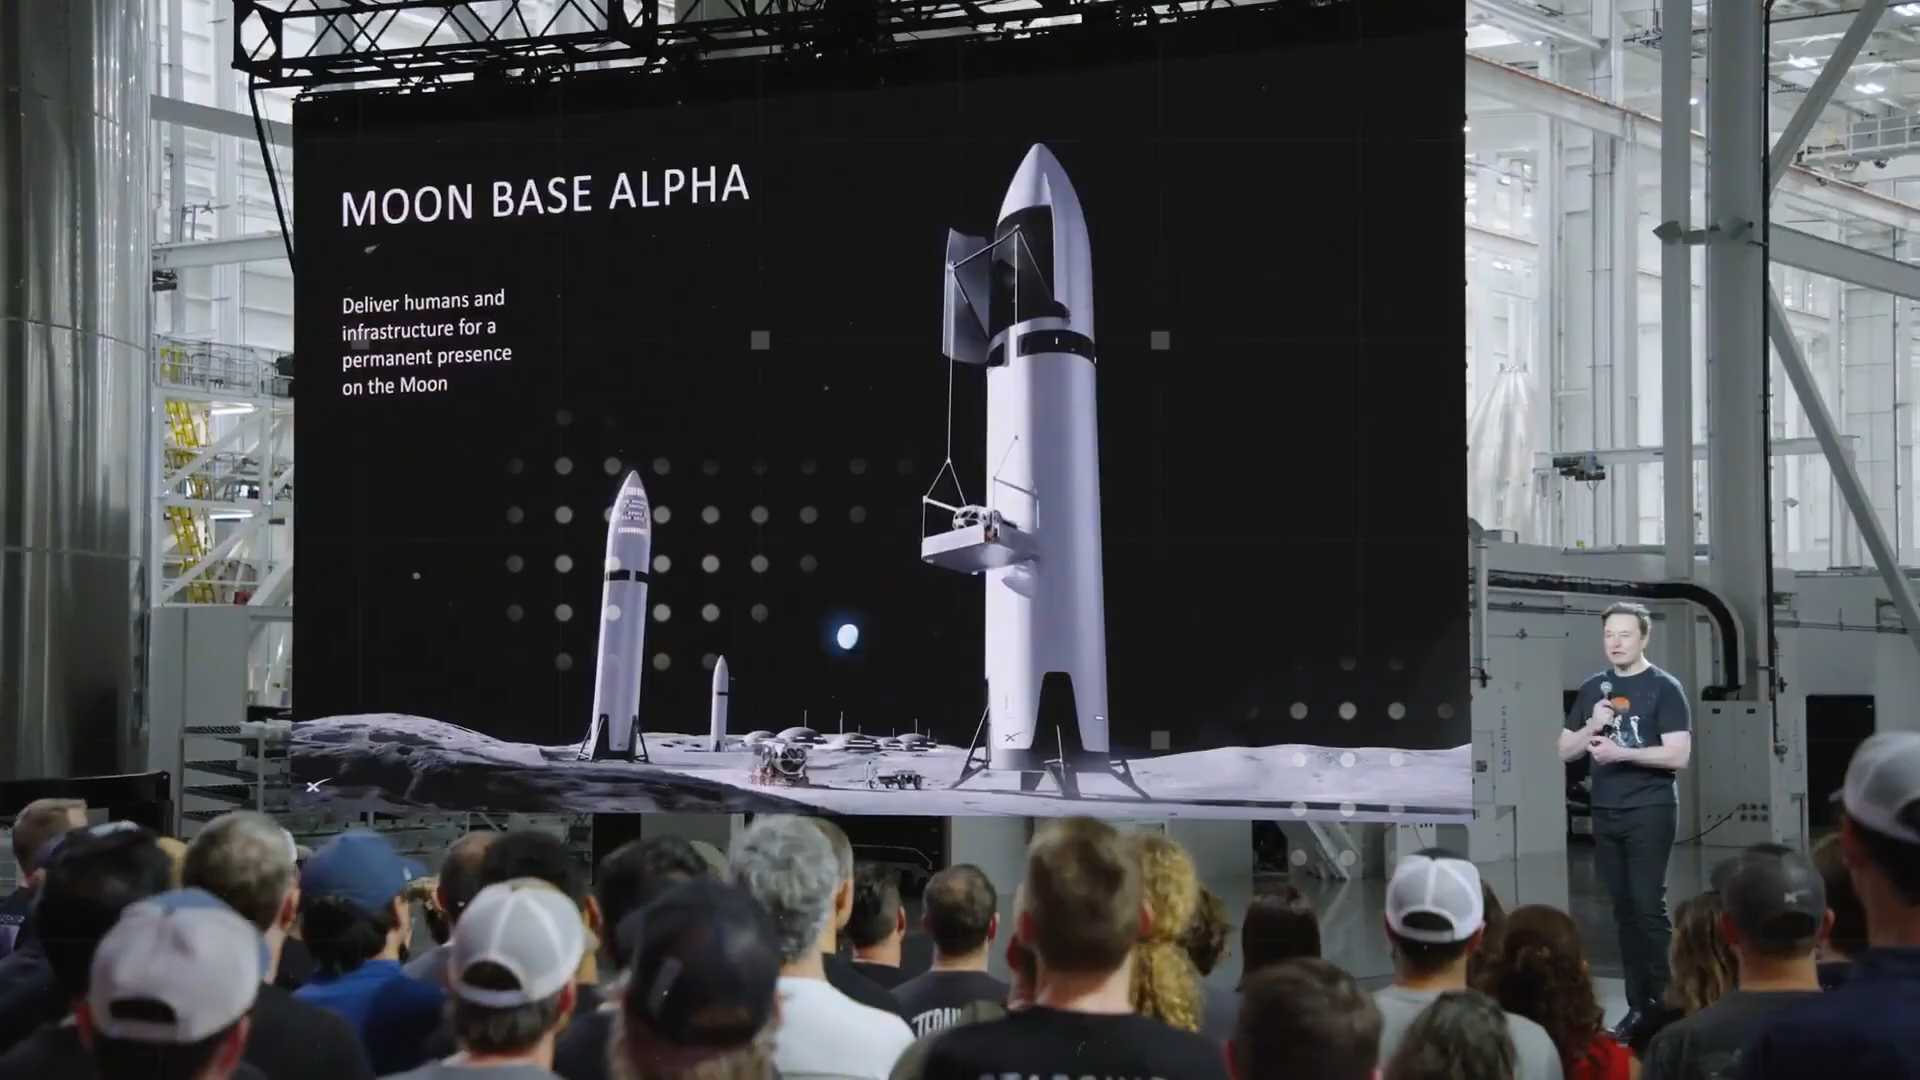 MOON BASE ALPHA
Deliver humans and
infrastructure for a
permanent presence
on the Moon